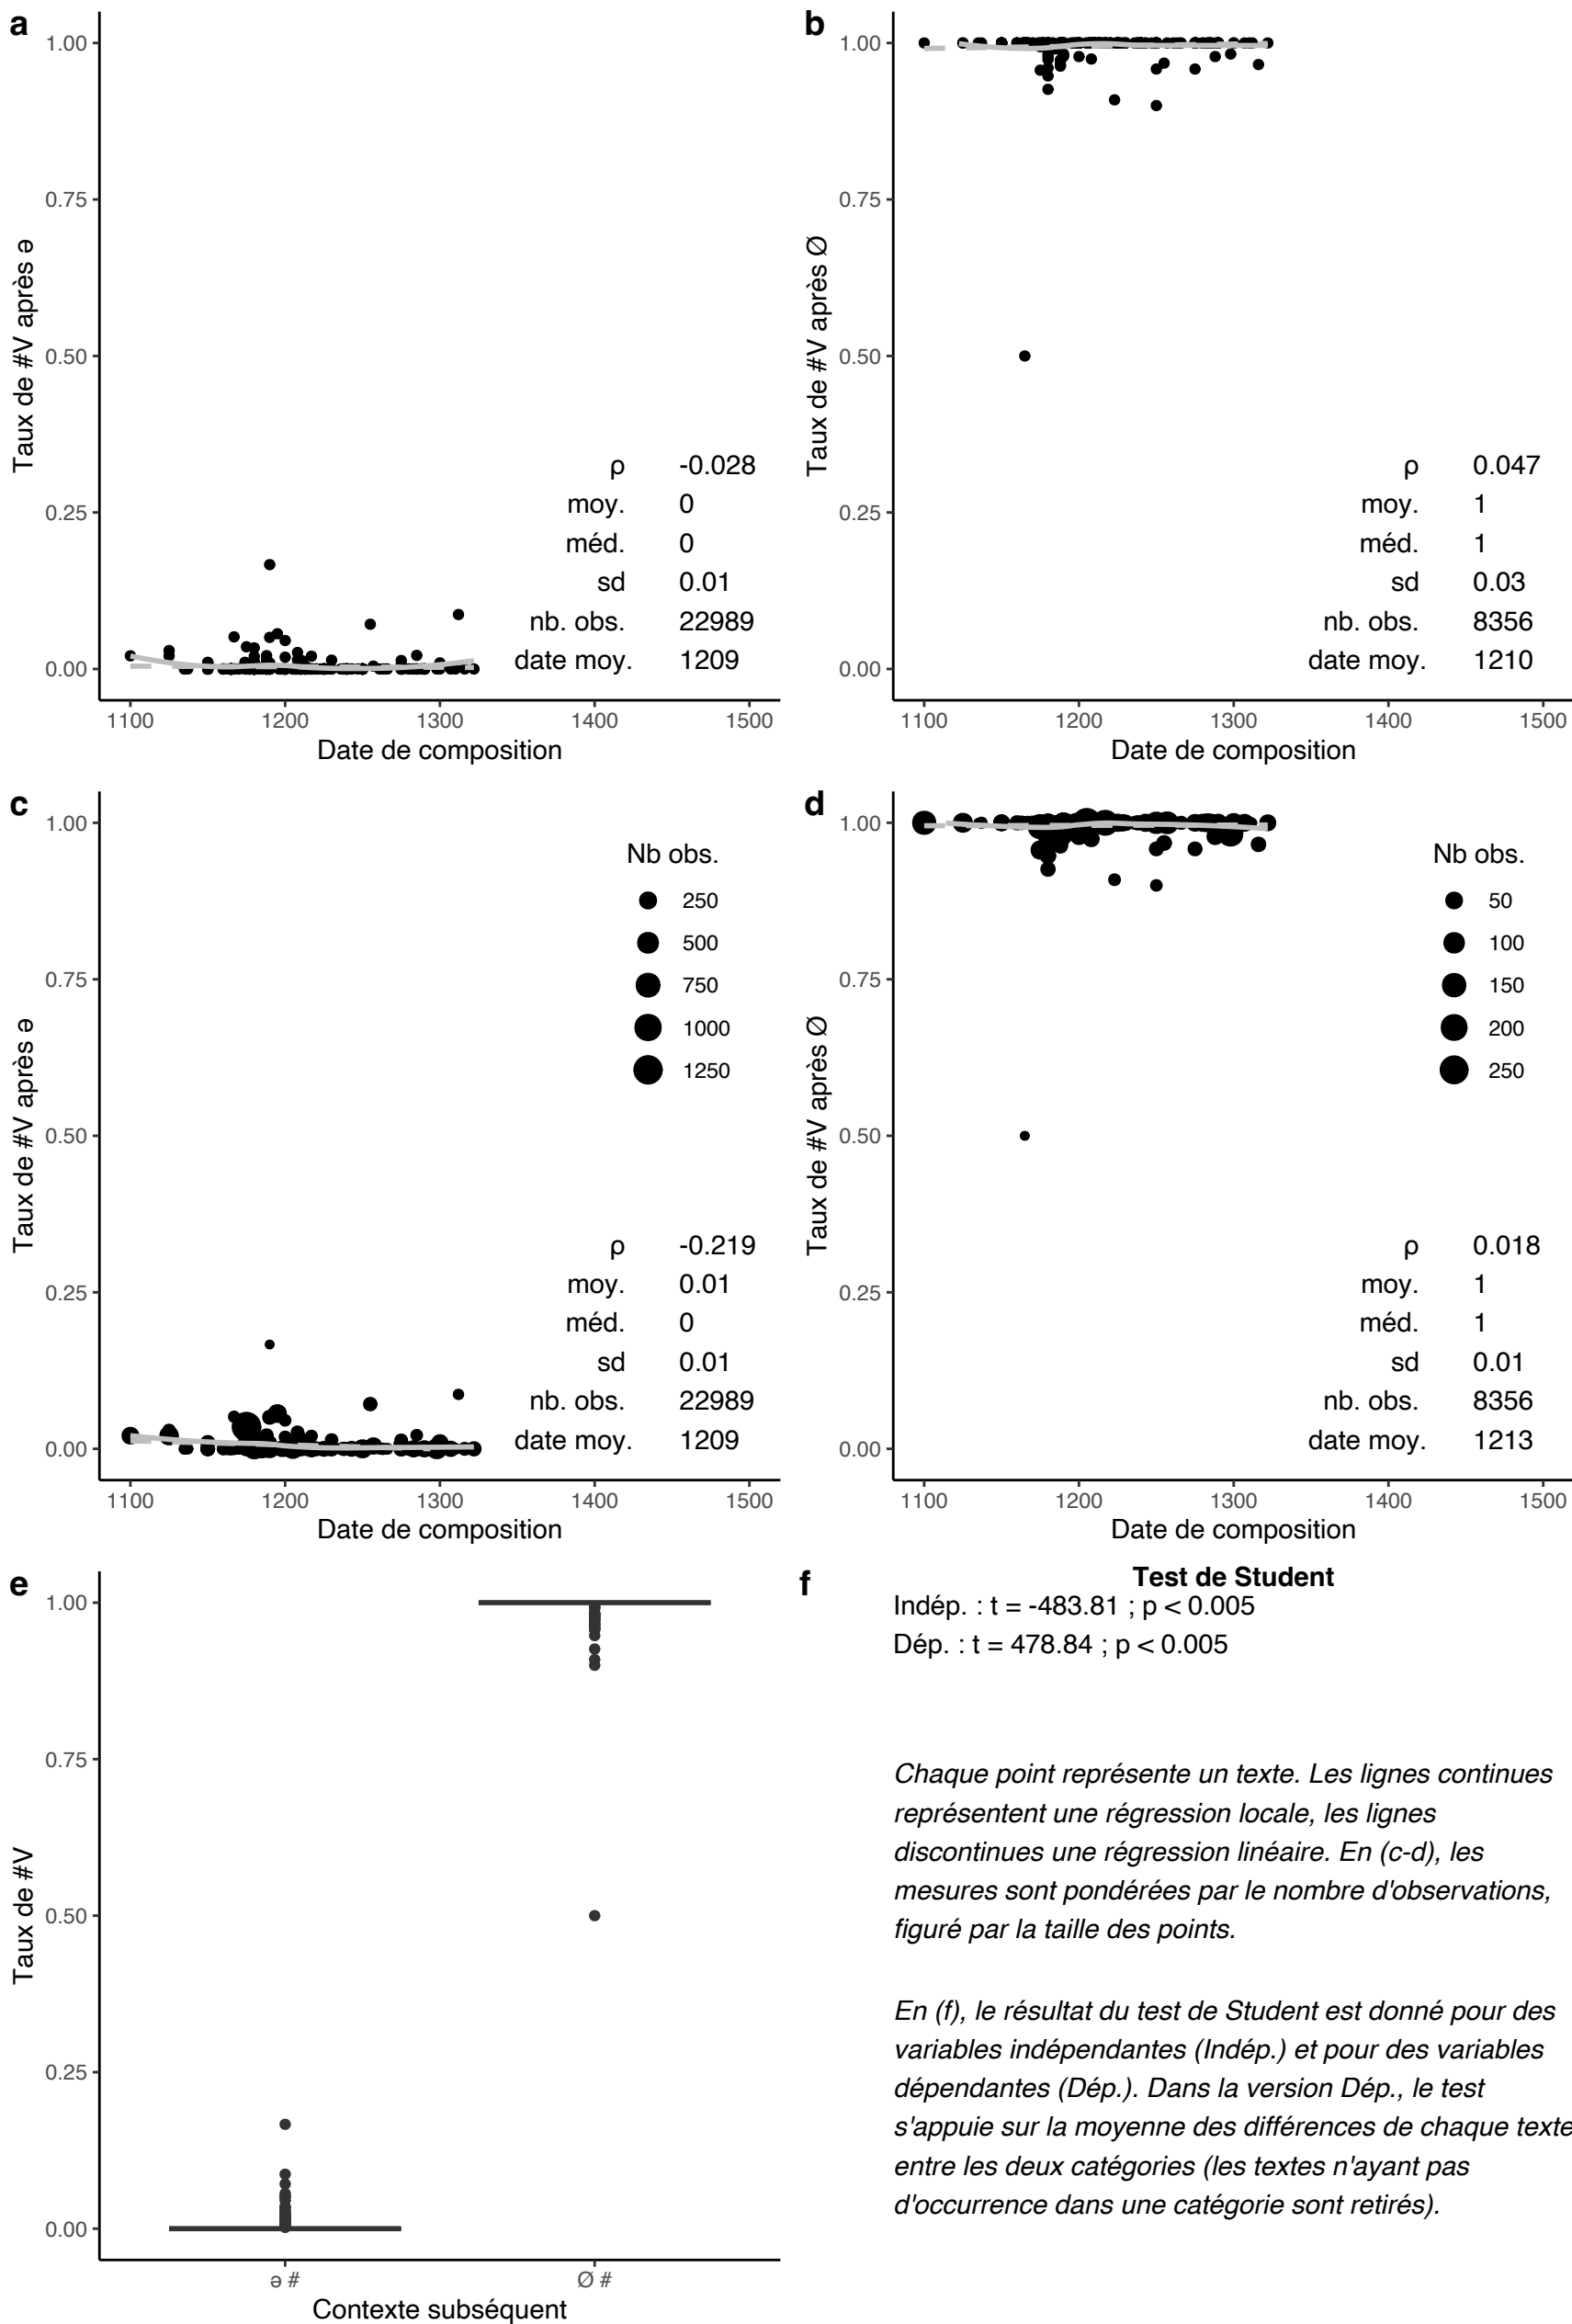 a
Taux de #V après ə
1.00
0.75
0.50
0.25
0.00
ρ -0.028
moy. 0
méd. 0
sd 0.01
nb. obs. 22989
date moy. 1209
1100 1200 1300 1400 1500
Date de composition
b
Taux de #V après Ø
1.00
0.75
0.50
0.25
0.00
ρ 0.047
moy. 1
méd. 1
sd 0.03
nb. obs. 8356
date moy. 1210
1100 1200 1300 1400 1500
Date de composition
c
Taux de #V après ə
1.00
0.75
0.50
0.25
0.00
Nb obs.
250
500
750
1000
1250
ρ -0.219
moy. 0.01
méd. 0
sd 0.01
nb. obs. 22989
date moy. 1209
1100 1200 1300 1400 1500
Date de composition
d
Taux de #V après Ø
1.00
0.75
0.50
0.25
0.00
Nb obs.
50
100
150
200
250
ρ 0.018
moy. 1
méd. 1
sd 0.01
nb. obs. 8356
date moy. 1213
1100 1200 1300 1400 1500
Date de composition
e
Taux de #V
1.00
0.75
0.50
0.25
0.00
ə # Ø #
Contexte subséquent
f
Test de Student
Indép. : t = -483.81 ; p < 0.005
Dép. : t = 478.84 ; p < 0.005
Chaque point représente un texte. Les lignes continues
représentent une régression locale, les lignes
discontinues une régression linéaire. En (c-d), les
mesures sont pondérées par le nombre d'observations,
figuré par la taille des points.
En (f), le résultat du test de Student est donné pour des
variables indépendantes (Indép.) et pour des variables
dépendantes (Dép.). Dans la version Dép., le test
s'appuie sur la moyenne des différences de chaque texte
entre les deux catégories (les textes n'ayant pas
d'occurrence dans une catégorie sont retirés).